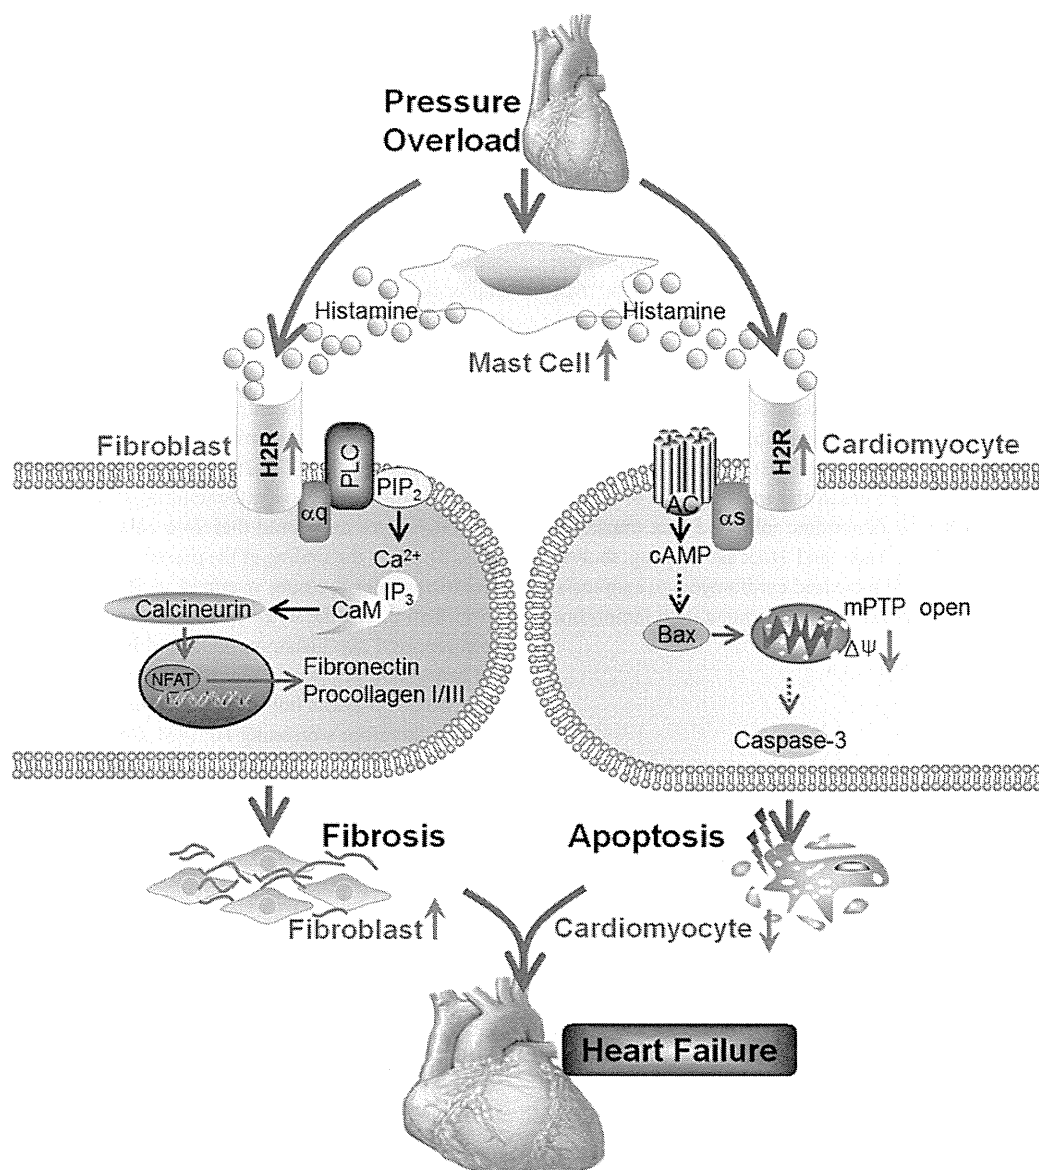 Pressure
Overload
Histamine
Histamine
Mast Cell
Fibroblast
H2R
PLC
PIP2
αq
Ca2+
IP3
CaM
Calcineurin
NFAT
Fibronectin
Procollagen I/III
Cardiomyocyte
H2R
AC
αs
cAMP
Bax
mPTP open
ΔΨ
Caspase-3
Fibrosis
Apoptosis
Fibroblast
Cardiomyocyte
Heart Failure